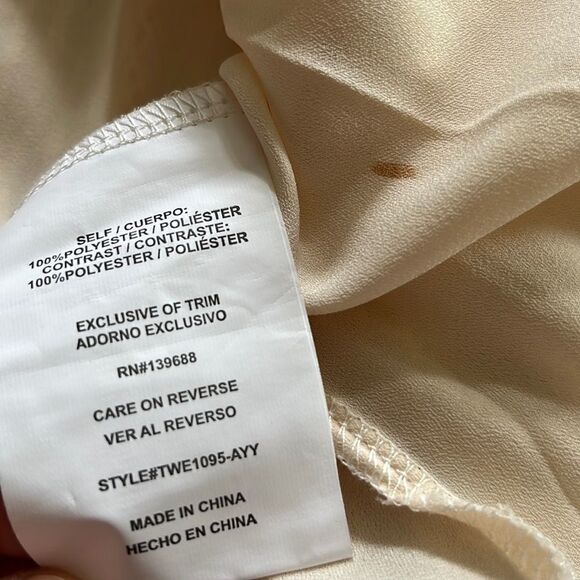 SELF / CUERPO:
100%POLYESTER / POLIÉSTER
CONTRAST / CONTRASTE:
100%POLYESTER / POLIÉSTER
EXCLUSIVE OF TRIM
ADORNO EXCLUSIVO
RN#139688
CARE ON REVERSE
VER AL REVERSO
STYLE#TWE1095-AYY
MADE IN CHINA
HECHO EN CHINA